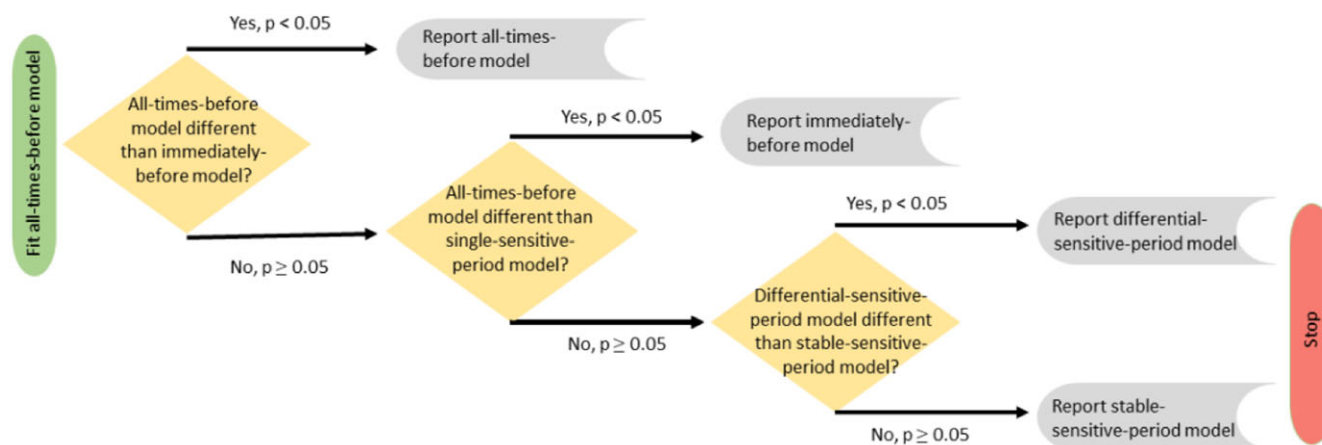 Fit all-times-before model
Yes, p < 0.05
Report all-times-
before model
All-times-before
model different
than immediately-
before model?
No, p ≥ 0.05
Yes, p < 0.05
Report immediately-
before model
All-times-before
model different than
single-sensitive-
period model?
No, p ≥ 0.05
Yes, p < 0.05
Report differential-
sensitive-period model
Differential-sensitive-
period model different
than stable-sensitive-
period model?
No, p ≥ 0.05
Report stable-
sensitive-period model
Stop